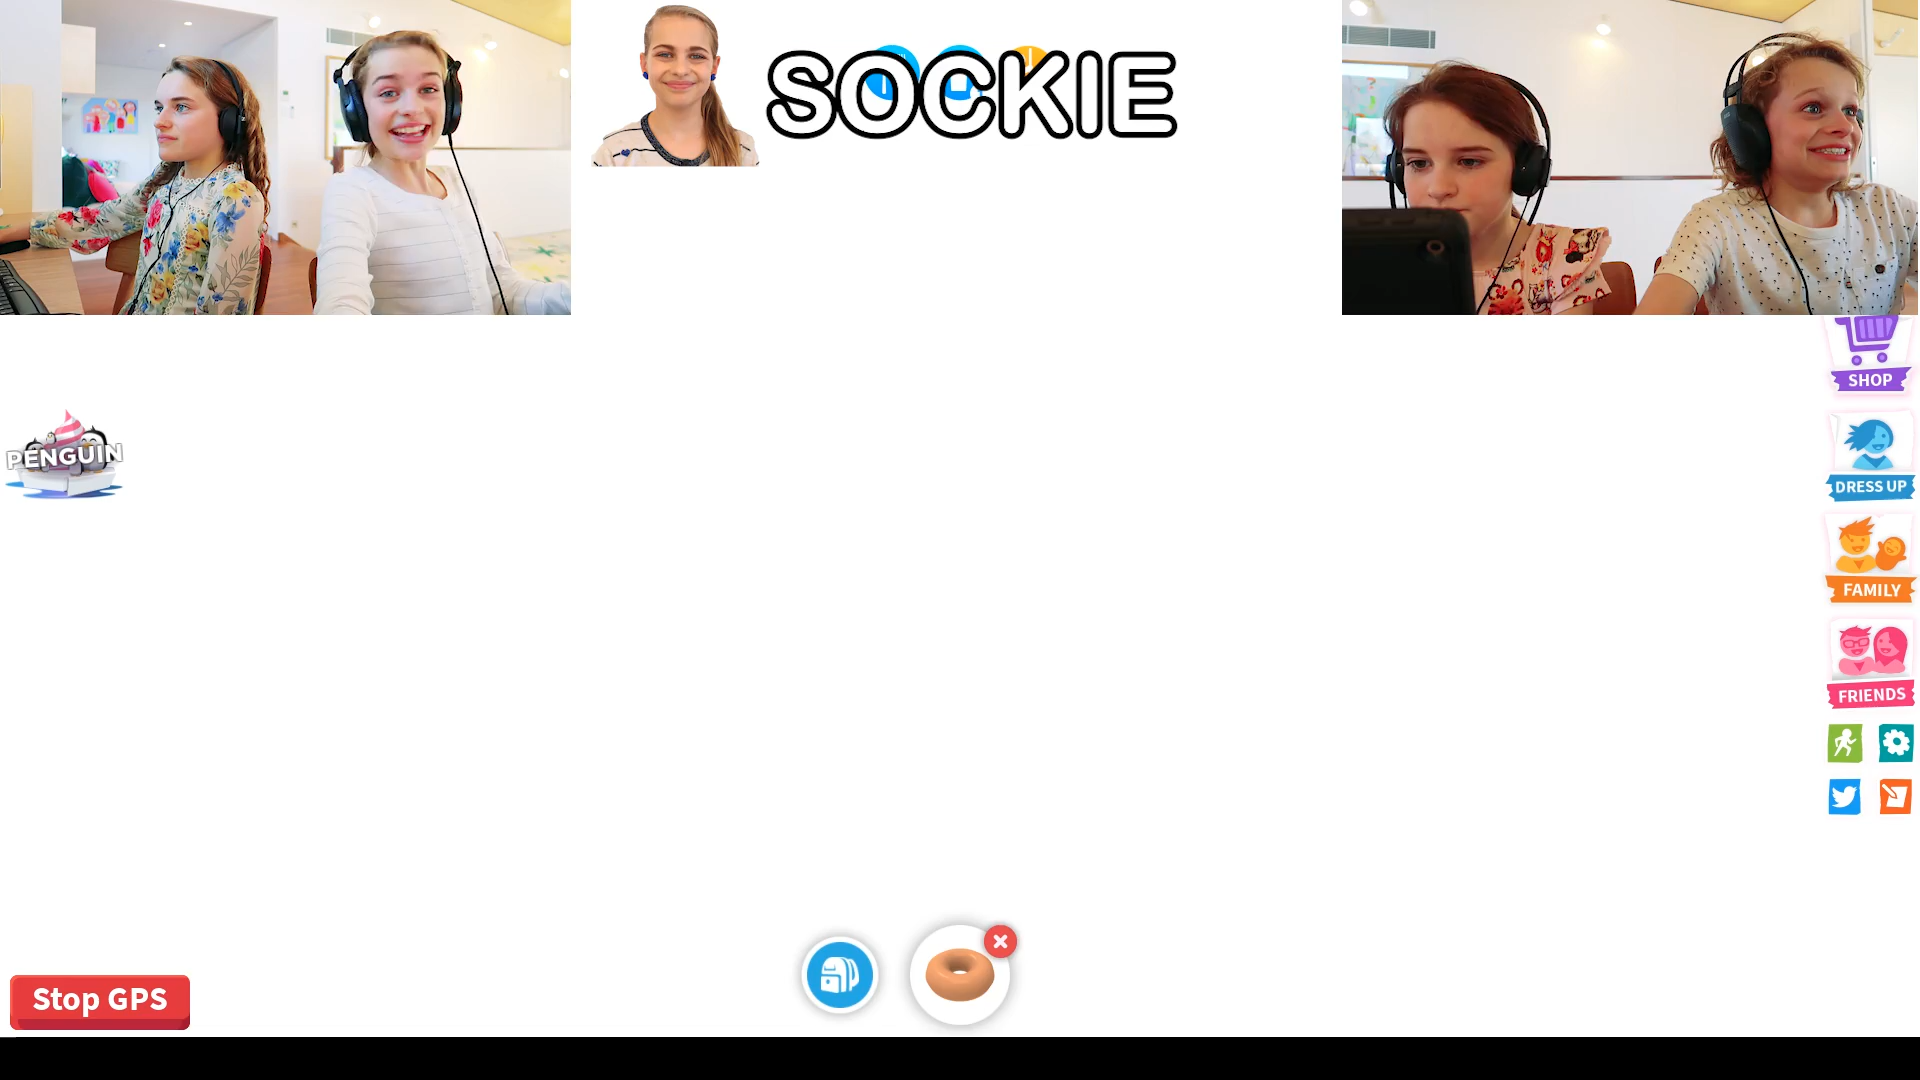 SOCKIE
SHOP
PENGUIN
DRESS UP
FAMILY
FRIENDS
Stop GPS